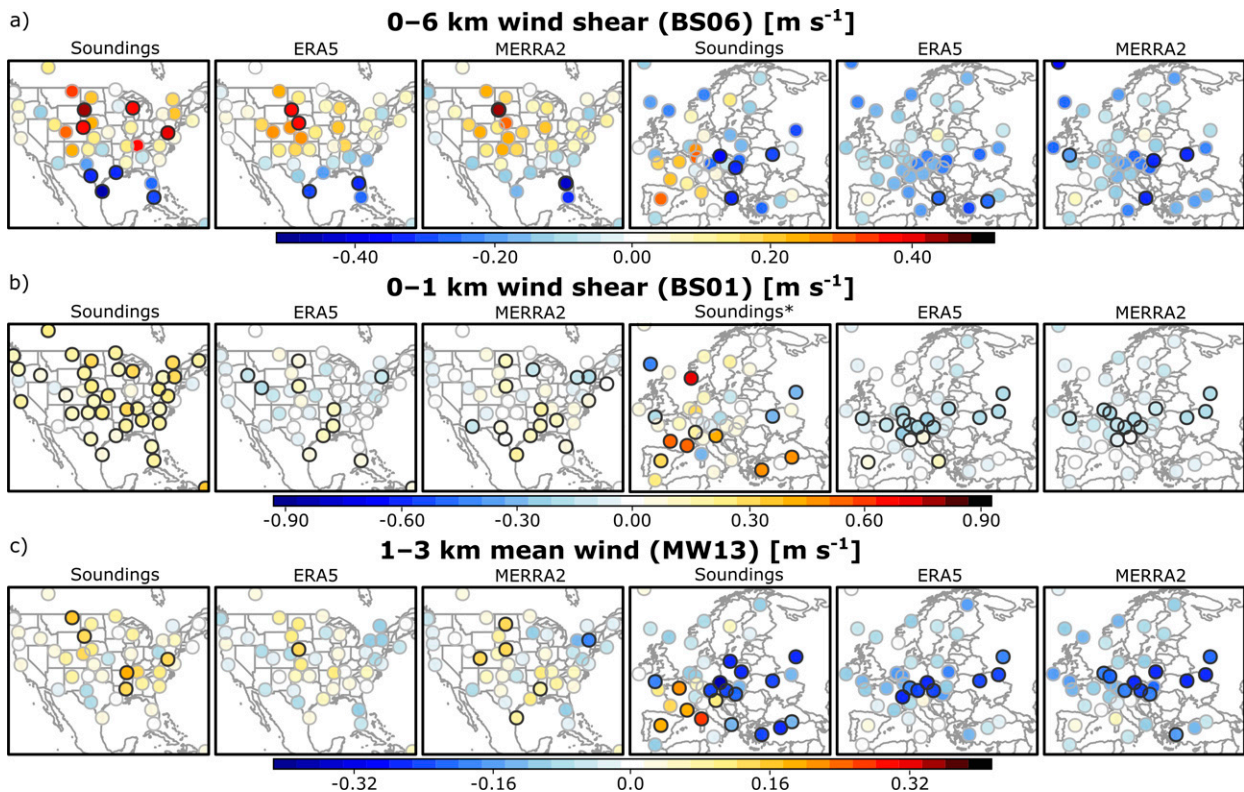 a)
0–6 km wind shear (BS06) [m s⁻¹]
Soundings ERA5 MERRA2 Soundings ERA5 MERRA2
-0.40 -0.20 0.00 0.20 0.40
b)
0–1 km wind shear (BS01) [m s⁻¹]
Soundings ERA5 MERRA2 Soundings* ERA5 MERRA2
-0.90 -0.60 -0.30 0.00 0.30 0.60 0.90
c)
1–3 km mean wind (MW13) [m s⁻¹]
Soundings ERA5 MERRA2 Soundings ERA5 MERRA2
-0.32 -0.16 0.0 0.16 0.32